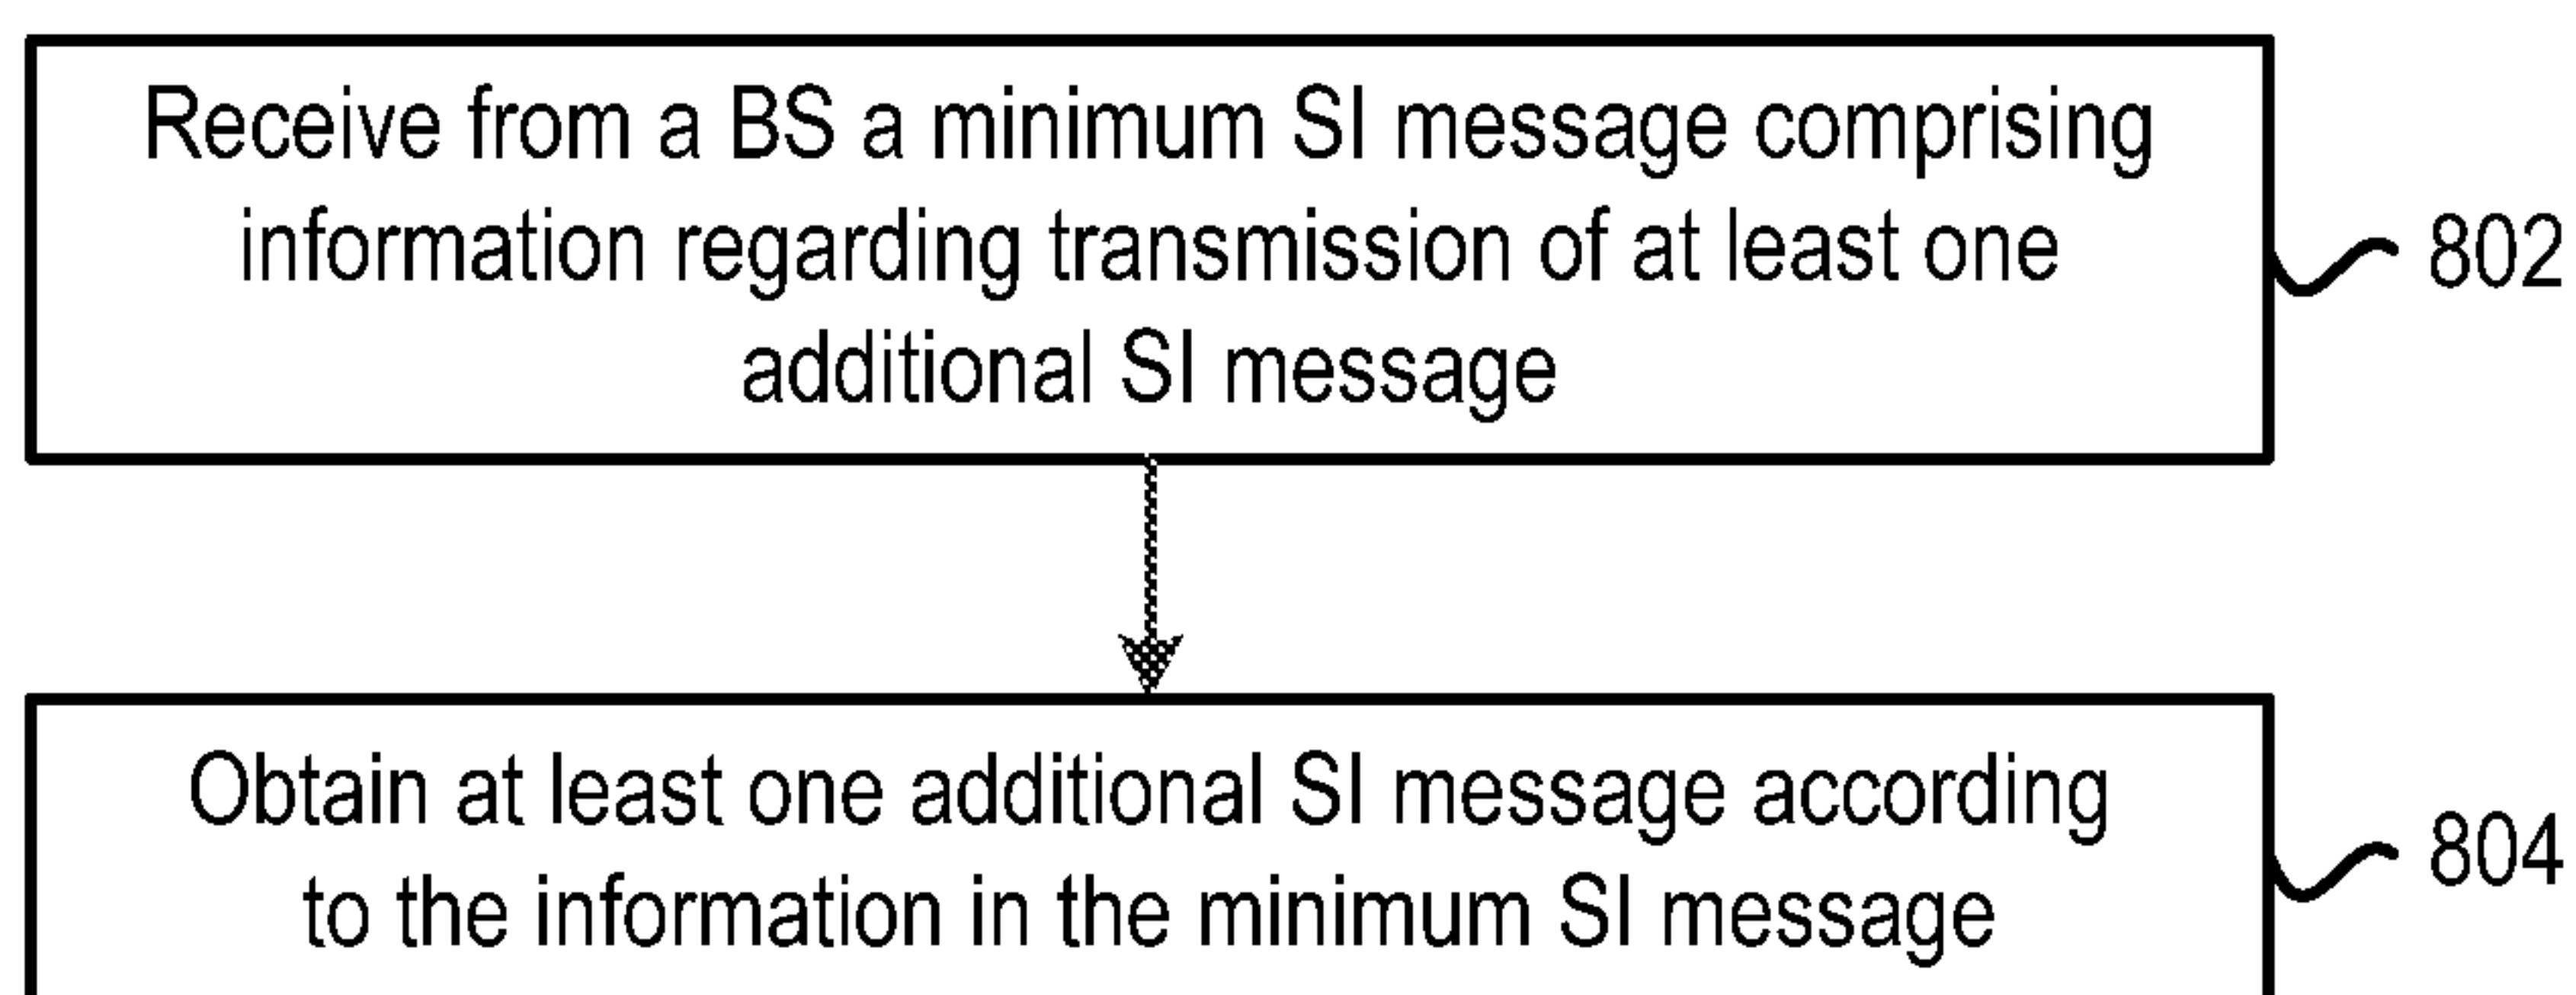 Receive from a BS a minimum SI message comprising
information regarding transmission of at least one
additional SI message
802
Obtain at least one additional SI message according
to the information in the minimum SI message
804